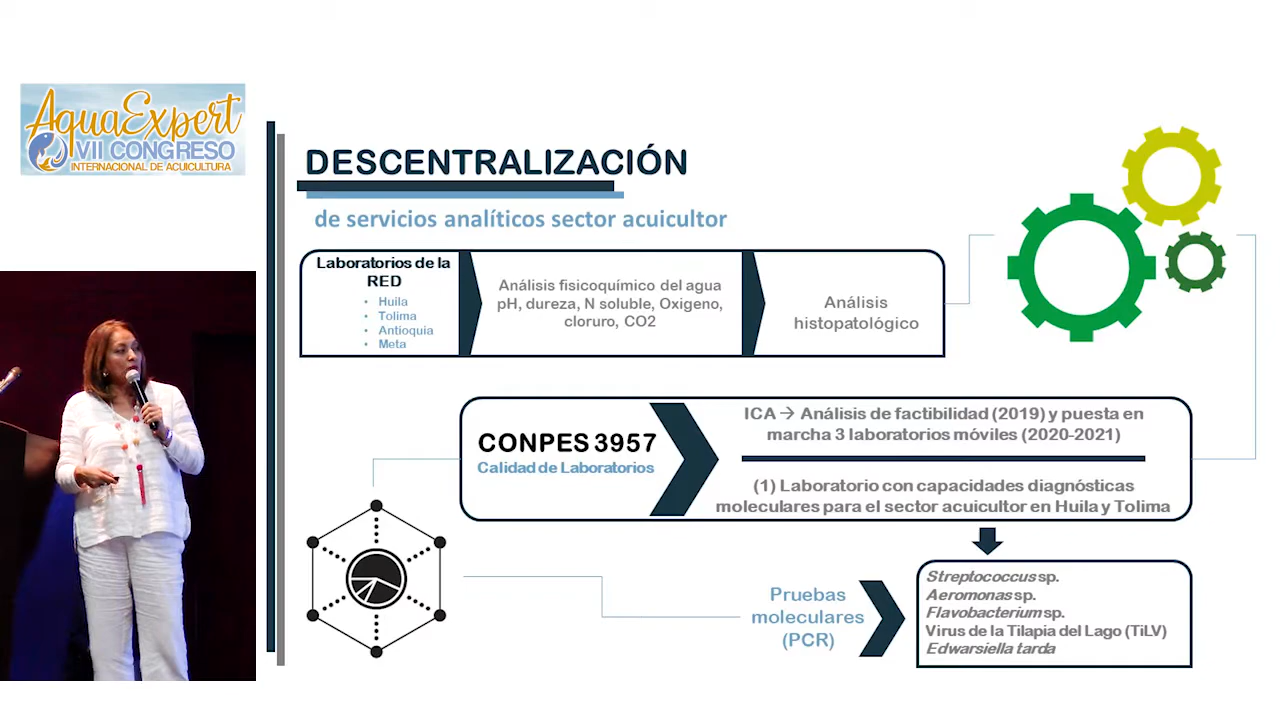 AquaExpert
VII CONGRESO
INTERNACIONAL DE ACUICULTURA
DESCENTRALIZACIÓN
de servicios analíticos sector acuicultor
Laboratorios de la
RED
• Huila
• Tolima
• Antioquia
• Meta
Análisis fisicoquímico del agua
pH, dureza, N soluble, Oxigeno,
cloruro, CO2
Análisis
histopatológico
CONPES 3957
Calidad de Laboratorios
ICA → Análisis de factibilidad (2019) y puesta en
marcha 3 laboratorios móviles (2020-2021)
(1) Laboratorio con capacidades diagnósticas
moleculares para el sector acuicultor en Huila y Tolima
Pruebas
moleculares
(PCR)
Streptococcus sp.
Aeromonas sp.
Flavobacterium sp.
Virus de la Tilapia del Lago (TiLV)
Edwarsiella tarda